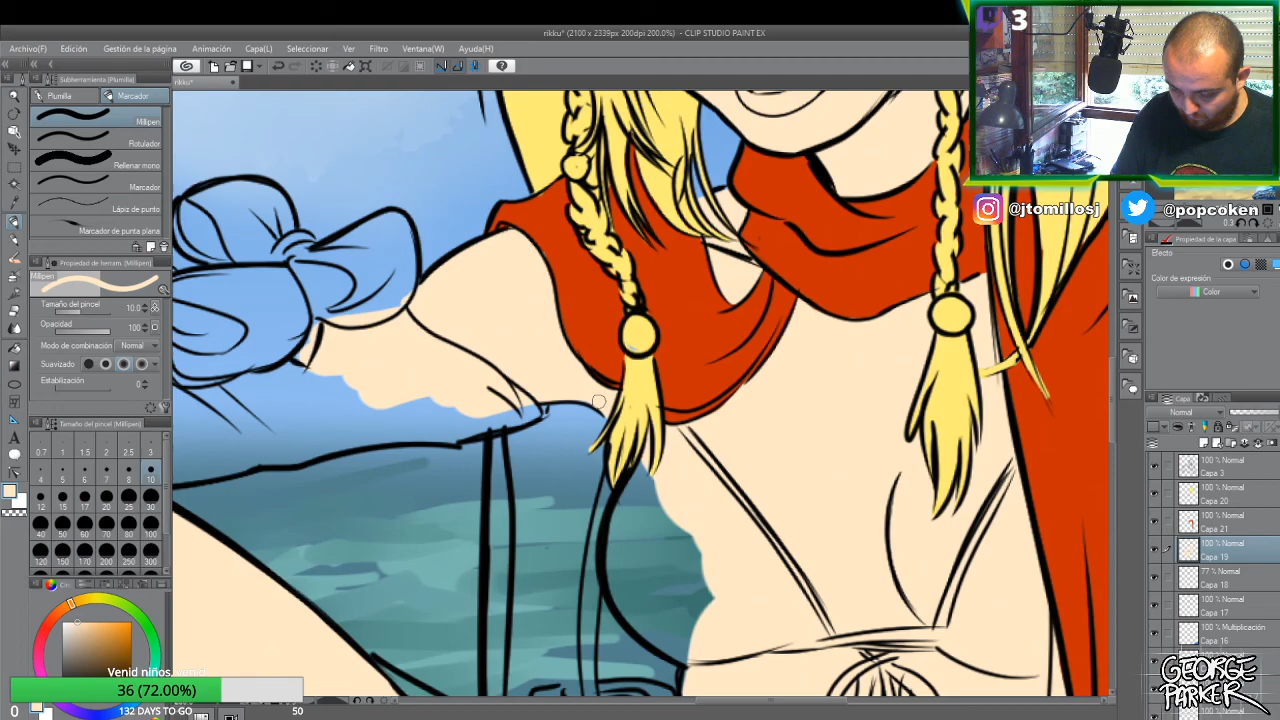 rikku* (2100 x 2339px 200dpi 200.0%) - CLIP STUDIO PAINT EX
3
Archivo(F) Edición Gestión de la página Animación Capa(L) Seleccionar Ver Filtro Ventana(W) Ayuda(H)
Subherramienta (Plumilla)
rikku*
Plumilla Marcador
Millipen
Rotulador
Rellenar mono
Marcador
Lápiz de punto
Marcador de punta plana
@jtomillosj @popcoken
Propiedad de la capa
Efecto
Color de expresión
Color
Propiedad de herram. (Millipen)
Millipen
Tamaño del pincel 10.0
Opacidad 100
Modo de combinación Normal
Suavizado
Estabilización 0
Tamaño del pincel (Millipen)
0.7 1 1.5 2 2.5 3
4 5 6 7 8 10
12 15 17 20 25 30
40 50 60 70 80 100
120 150 170 200 250 300
Capa
Normal
100 % Normal
Capa 3
100 % Normal
Capa 20
100 % Normal
Capa 21
100 % Normal
Capa 19
77 % Normal
Capa 18
100 % Normal
Capa 17
100 % Multiplicación
Capa 16
Venid niños, venid
36 (72.00%)
0 132 DAYS TO GO 50
GEORGE
PARKER